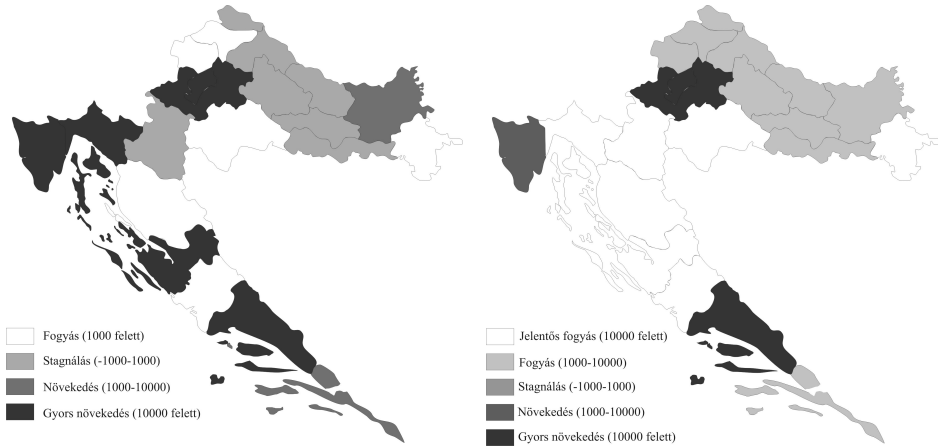 Fogyás (1000 felett)
Stagnálás (-1000-1000)
Növekedés (1000-10000)
Gyors növekedés (10000 felett)
Jelentős fogyás (10000 felett)
Fogyás (1000-10000)
Stagnálás (-1000-1000)
Növekedés (1000-10000)
Gyors növekedés (10000 felett)